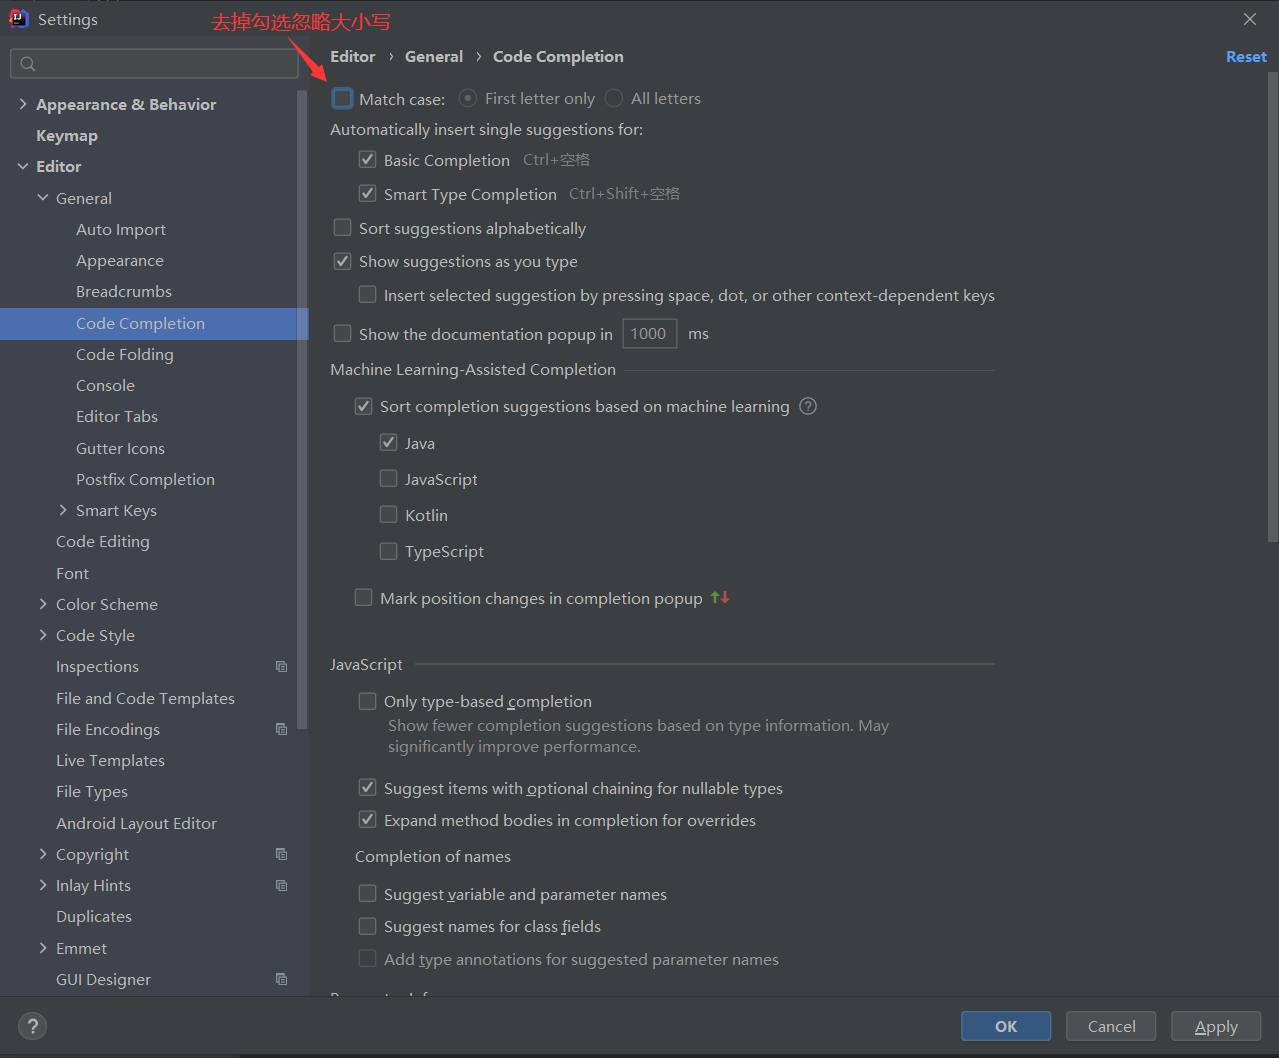 Settings
去掉勾选忽略大小写
Editor › General › Code Completion
Reset
Appearance & Behavior
Keymap
Editor
General
Auto Import
Appearance
Breadcrumbs
Code Completion
Code Folding
Console
Editor Tabs
Gutter Icons
Postfix Completion
Smart Keys
Code Editing
Font
Color Scheme
Code Style
Inspections
File and Code Templates
File Encodings
Live Templates
File Types
Android Layout Editor
Copyright
Inlay Hints
Duplicates
Emmet
GUI Designer
Match case: First letter only All letters
Automatically insert single suggestions for:
Basic Completion Ctrl+空格
Smart Type Completion Ctrl+Shift+空格
Sort suggestions alphabetically
Show suggestions as you type
Insert selected suggestion by pressing space, dot, or other context-dependent keys
Show the documentation popup in 1000 ms
Machine Learning-Assisted Completion
Sort completion suggestions based on machine learning ?
Java
JavaScript
Kotlin
TypeScript
Mark position changes in completion popup
JavaScript
Only type-based completion
Show fewer completion suggestions based on type information. May
significantly improve performance.
Suggest items with optional chaining for nullable types
Expand method bodies in completion for overrides
Completion of names
Suggest variable and parameter names
Suggest names for class fields
Add type annotations for suggested parameter names
?
OK
Cancel
Apply